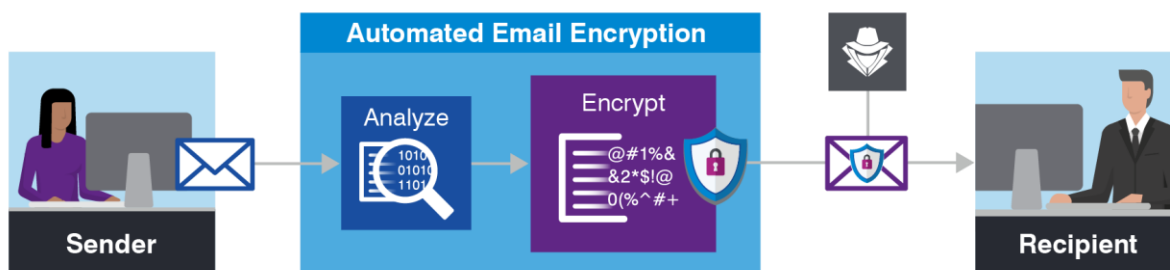 Automated Email Encryption
Analyze
1010
01010
1101
Encrypt
@#1%&
&2*$!@
0(%^#+
Sender
Recipient